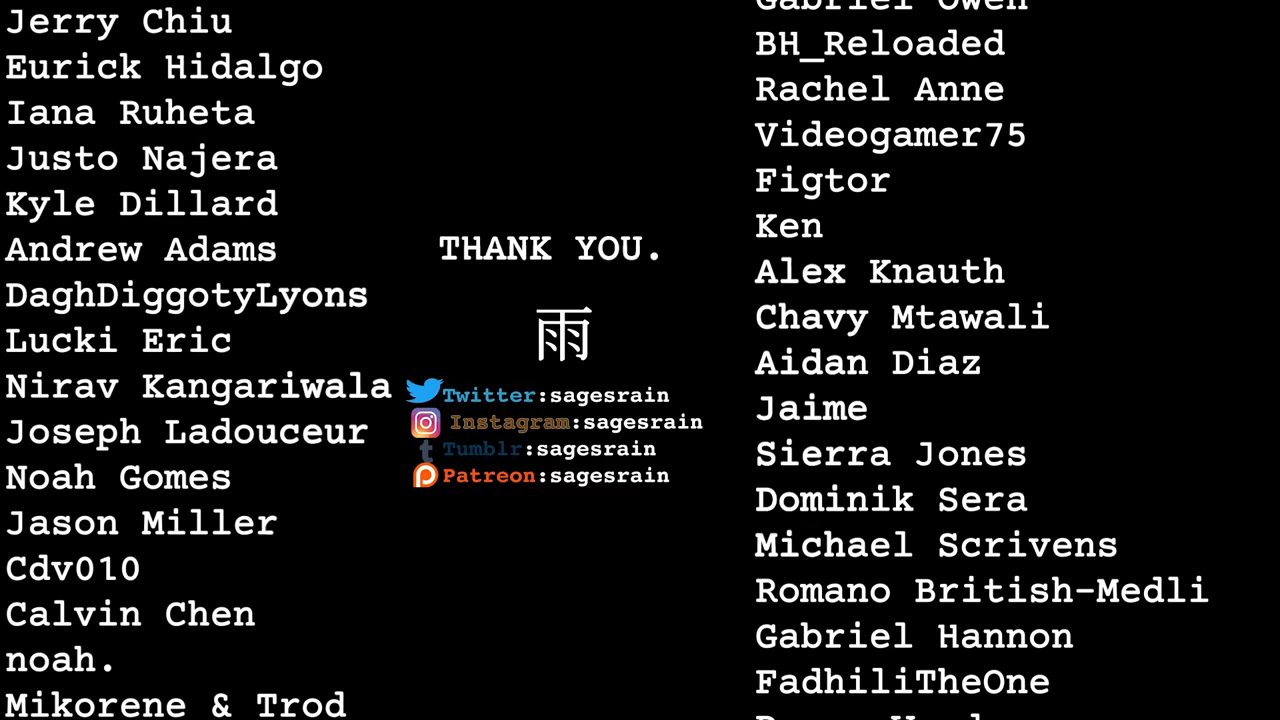 Jerry Chiu
Eurick Hidalgo
Iana Ruheta
Justo Najera
Kyle Dillard
Andrew Adams
DaghDiggotyLyons
Lucki Eric
Nirav Kangariwala
Joseph Ladouceur
Noah Gomes
Jason Miller
Cdv010
Calvin Chen
noah.
Mikorene & Trod
THANK YOU.
雨
Twitter:sagesrain
Instagram:sagesrain
Tumblr:sagesrain
Patreon:sagesrain
Gabriel Owen
BH_Reloaded
Rachel Anne
Videogamer75
Figtor
Ken
Alex Knauth
Chavy Mtawali
Aidan Diaz
Jaime
Sierra Jones
Dominik Sera
Michael Scrivens
Romano British-Medli
Gabriel Hannon
FadhiliTheOne